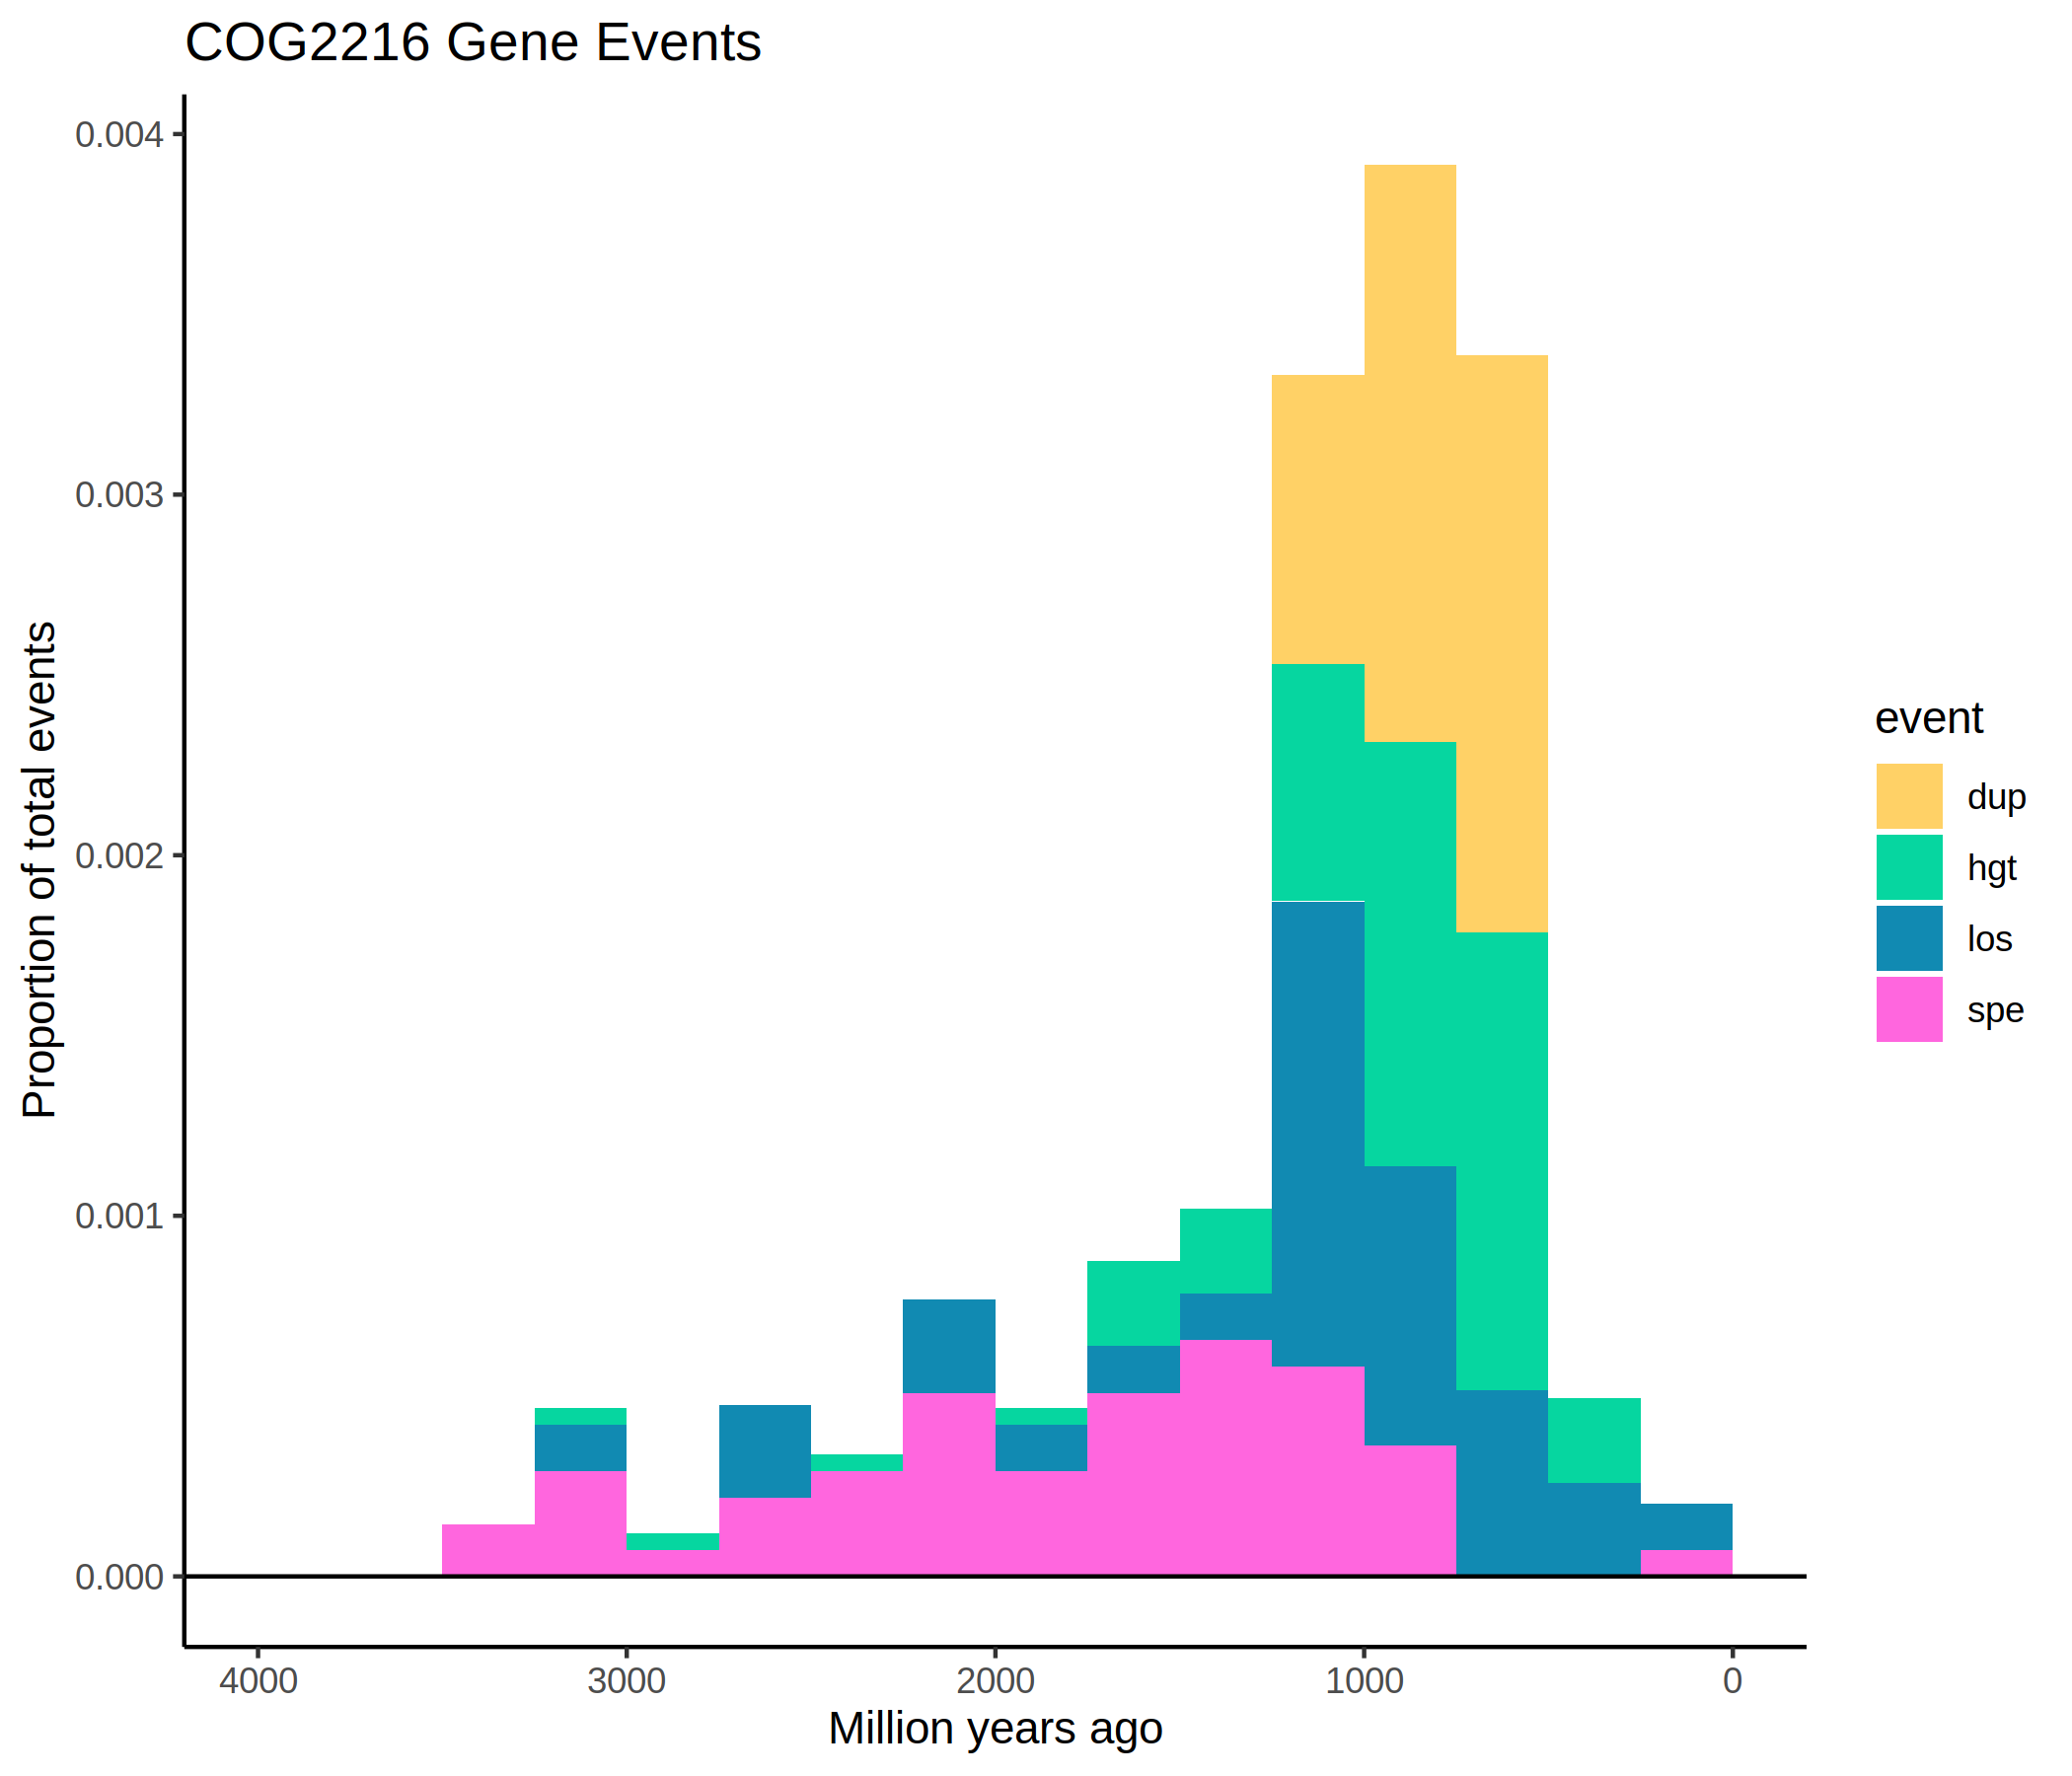 COG2216 Gene Events
Proportion of total events
0.004
0.003
0.002
0.001
0.000
4000 3000 2000 1000 0
Million years ago
event
dup
hgt
los
spe